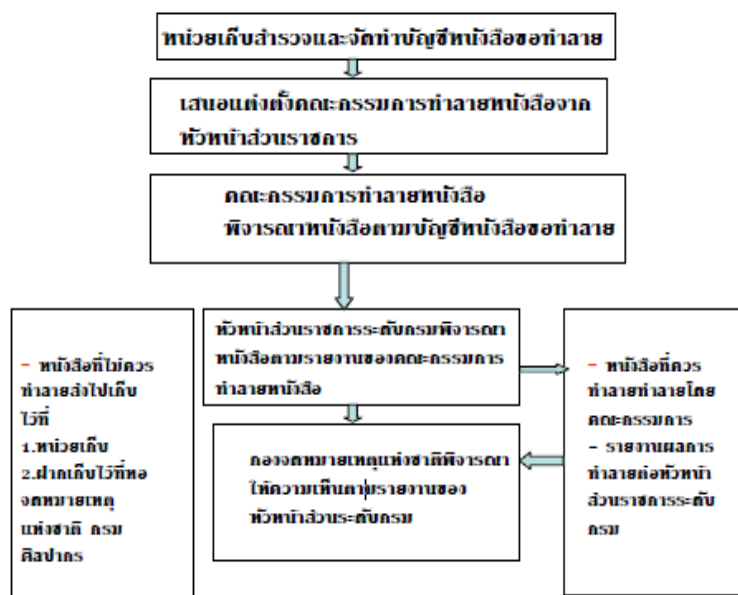 หน่วยเก็บสำรวจและจัดทำบัญชีหนังสือขอทำลาย
เสนอแต่งตั้งคณะกรรมการทำลายหนังสือจาก
หัวหน้าส่วนราชการ
คณะกรรมการทำลายหนังสือ
พิจารณาหนังสือตามบัญชีหนังสือขอทำลาย
หัวหน้าส่วนราชการระดับกรมพิจารณา
หนังสือตามรายงานของคณะกรรมการ
ทำลายหนังสือ
- หนังสือที่ไม่ควร
ทำลายส่งไปเก็บ
ไว้ที่
1.หน่วยเก็บ
2.ฝากเก็บไว้ที่หอ
จดหมายเหตุ
แห่งชาติ กรม
ศิลปากร
- หนังสือที่ควร
ทำลายทำลายโดย
คณะกรรมการ
- รายงานผลการ
ทำลายต่อหัวหน้า
ส่วนราชการระดับ
กรม
กองจดหมายเหตุแห่งชาติพิจารณา
ให้ความเห็นตามรายงานของ
หัวหน้าส่วนระดับกรม